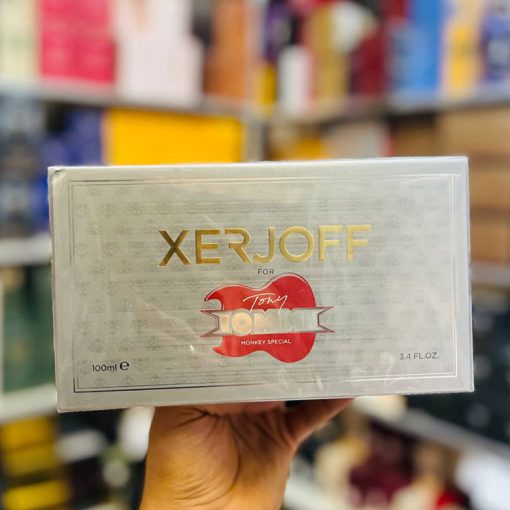 XERJOFF
FOR
Tony
IOMMI
MONKEY SPECIAL
100ml e
3.4 FL.OZ.